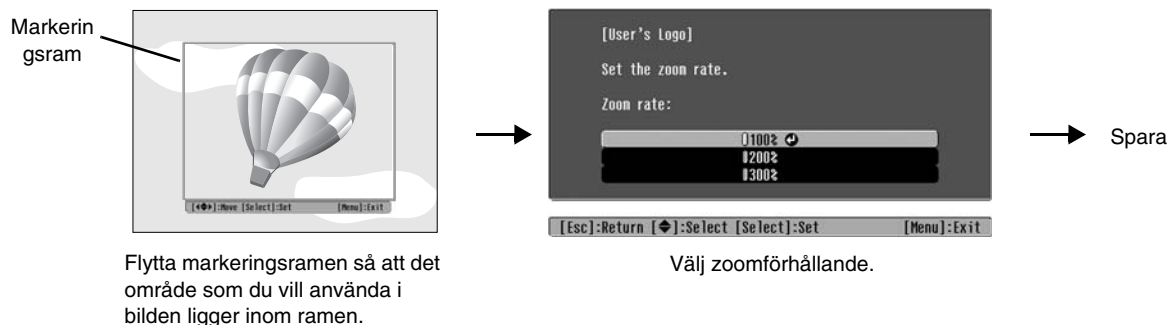 Markerin
gsram
[User's Logo]
Set the zoom rate.
Zoom rate:
100%
200%
300%
[◀◆▶]:Move [Select]:Set [Menu]:Exit
[Esc]:Return [◆]:Select [Select]:Set [Menu]:Exit
Spara
Flytta markeringsramen så att det
område som du vill använda i
bilden ligger inom ramen.
Välj zoomförhållande.